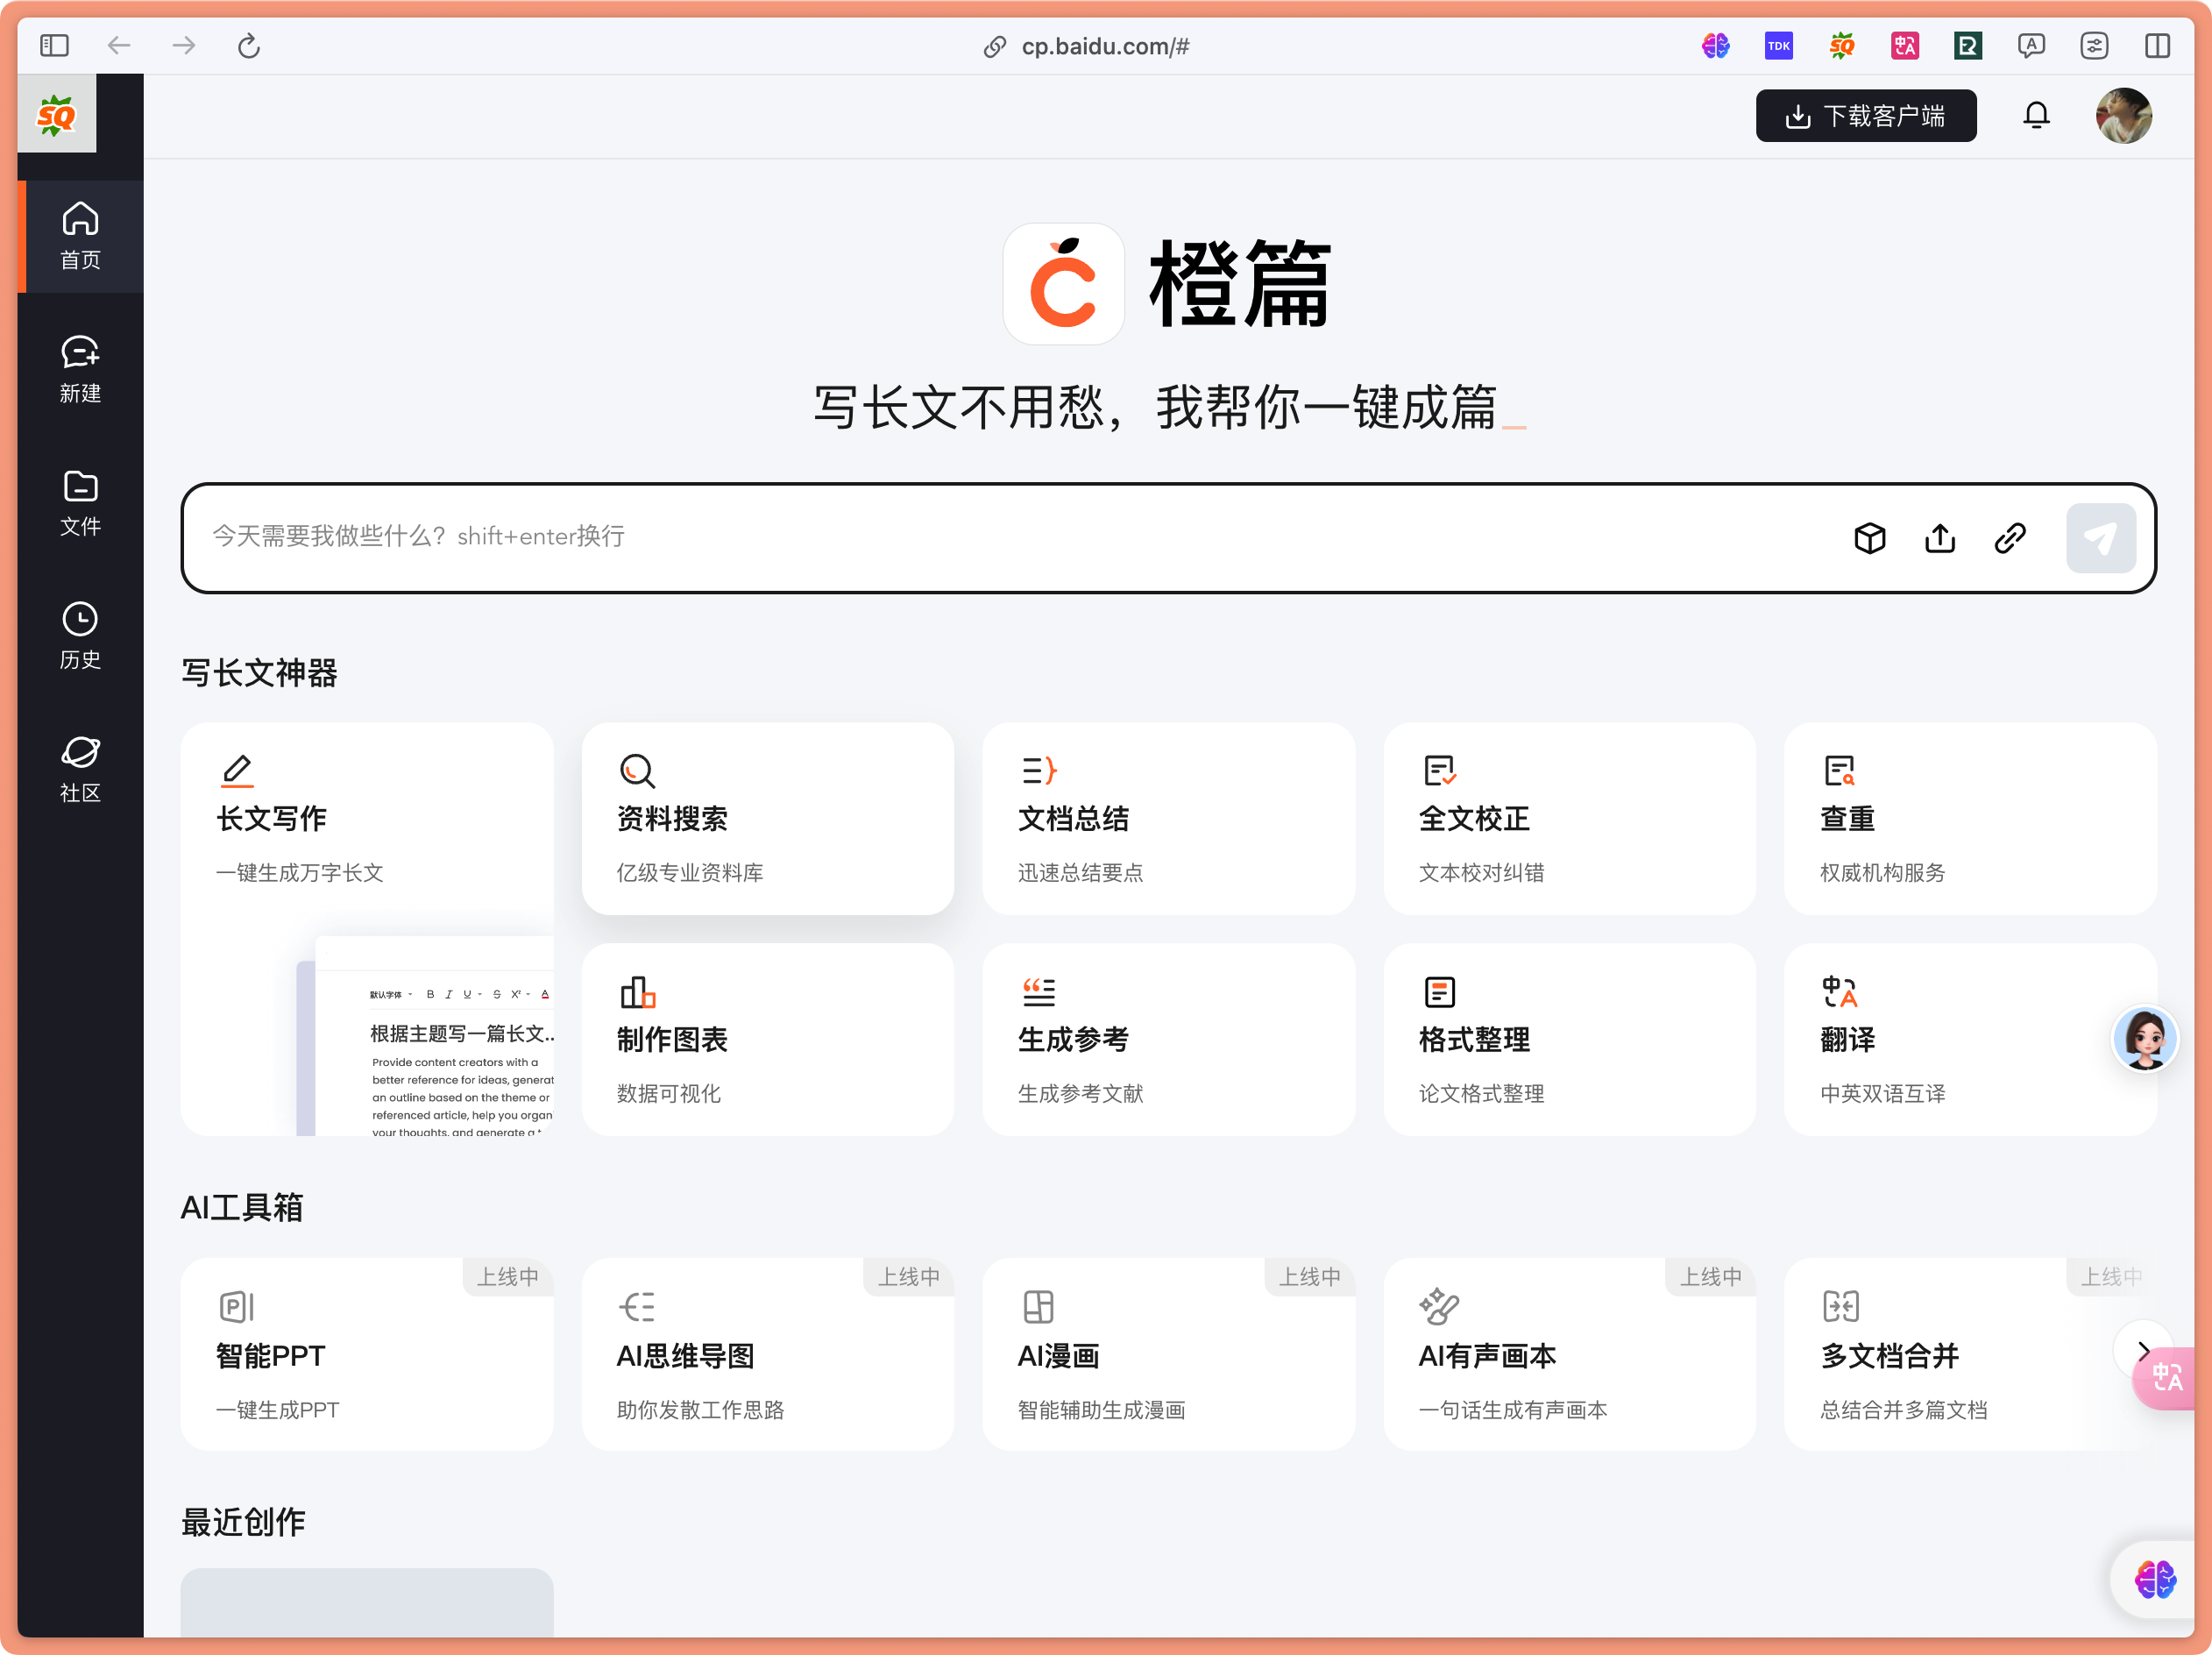 cp.baidu.com/#
TDK
SQ
中A
A
SQ
下载客户端
首页
新建
文件
历史
社区
橙篇
写长文不用愁，我帮你一键成篇_
今天需要我做些什么？shift+enter换行
写长文神器
长文写作
一键生成万字长文
默认字体 B I U S X² A
根据主题写一篇长文...
Provide content creators with a
better reference for ideas, generat
an outline based on the theme or
referenced article, help you organ
your thoughts, and generate a t
资料搜索
亿级专业资料库
文档总结
迅速总结要点
全文校正
文本校对纠错
查重
权威机构服务
制作图表
数据可视化
生成参考
生成参考文献
格式整理
论文格式整理
中A
翻译
中英双语互译
AI工具箱
上线中
P
智能PPT
一键生成PPT
上线中
AI思维导图
助你发散工作思路
上线中
AI漫画
智能辅助生成漫画
上线中
AI有声画本
一句话生成有声画本
上线中
多文档合并
总结合并多篇文档
中A
最近创作